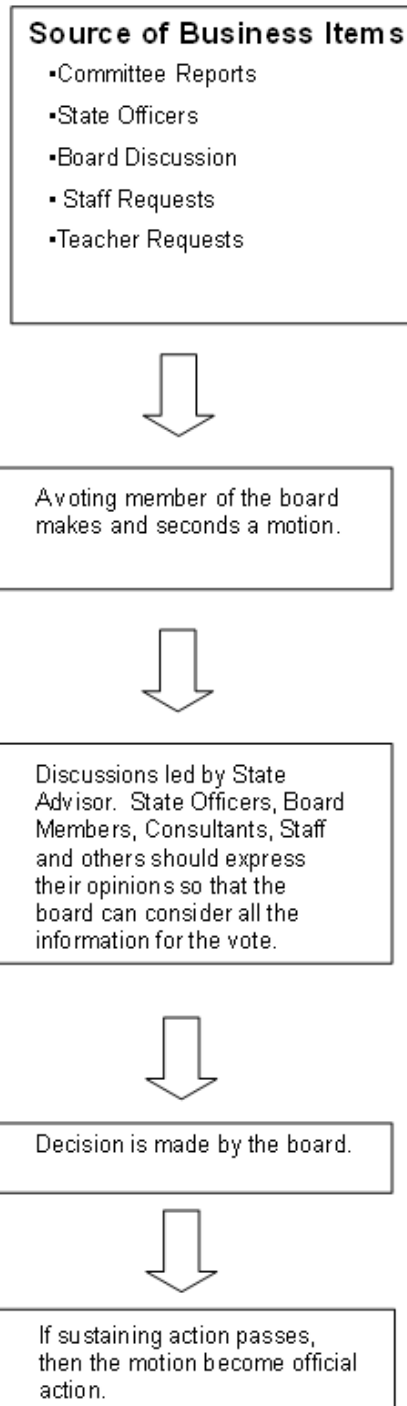 Source of Business Items
▪Committee Reports
▪State Officers
▪Board Discussion
▪ Staff Requests
▪Teacher Requests
A voting member of the board
makes and seconds a motion.
Discussions led by State
Advisor. State Officers, Board
Members, Consultants, Staff
and others should express
their opinions so that the
board can consider all the
information for the vote.
Decision is made by the board.
If sustaining action passes,
then the motion become official
action.